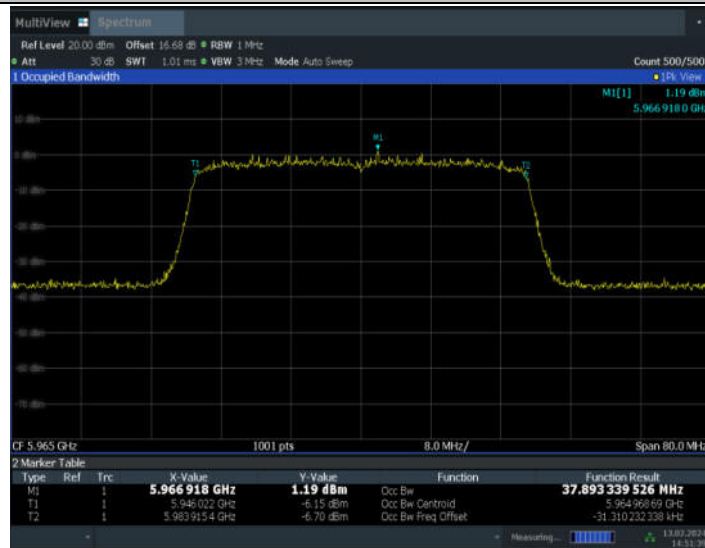 MultiView Spectrum
Ref Level 20.00 dBm Offset 16.68 dB RBW 1 MHz
Att 30 dB SWT 1.01 ms VBW 3 MHz Mode Auto Sweep Count 500/500
1 Occupied Bandwidth 1Pk View
M1[1] 1.19 dBm
5.966 918 0 GHz
10 dBm
M1
0 dBm
T1 T2
-10 dBm
-20 dBm
-30 dBm
-40 dBm
-50 dBm
-60 dBm
-70 dBm
CF 5.965 GHz 1001 pts 8.0 MHz/ Span 80.0 MHz
2 Marker Table
Type Ref Trc X-Value Y-Value Function Function Result
M1 1 5.966 918 GHz 1.19 dBm Occ Bw 37.893 339 526 MHz
T1 1 5.946 022 GHz -6.15 dBm Occ Bw Centroid 5.964 968 69 GHz
T2 1 5.983 915 4 GHz -6.70 dBm Occ Bw Freq Offset -31.310 232 338 kHz
Measuring...